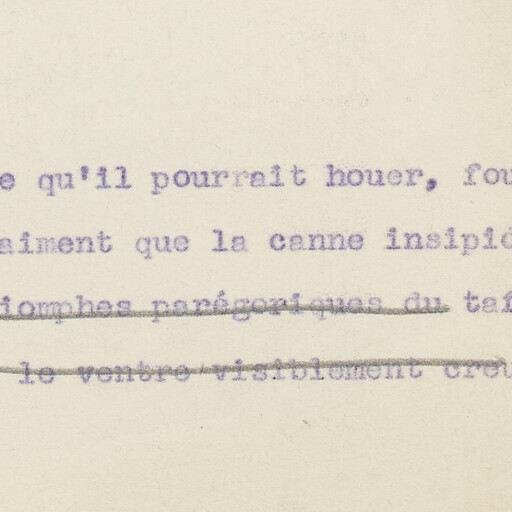 e qu'il pourrait houer, fou
aiment que la canne insipid
iomphes parégoriques du taf
le ventre visiblement creu